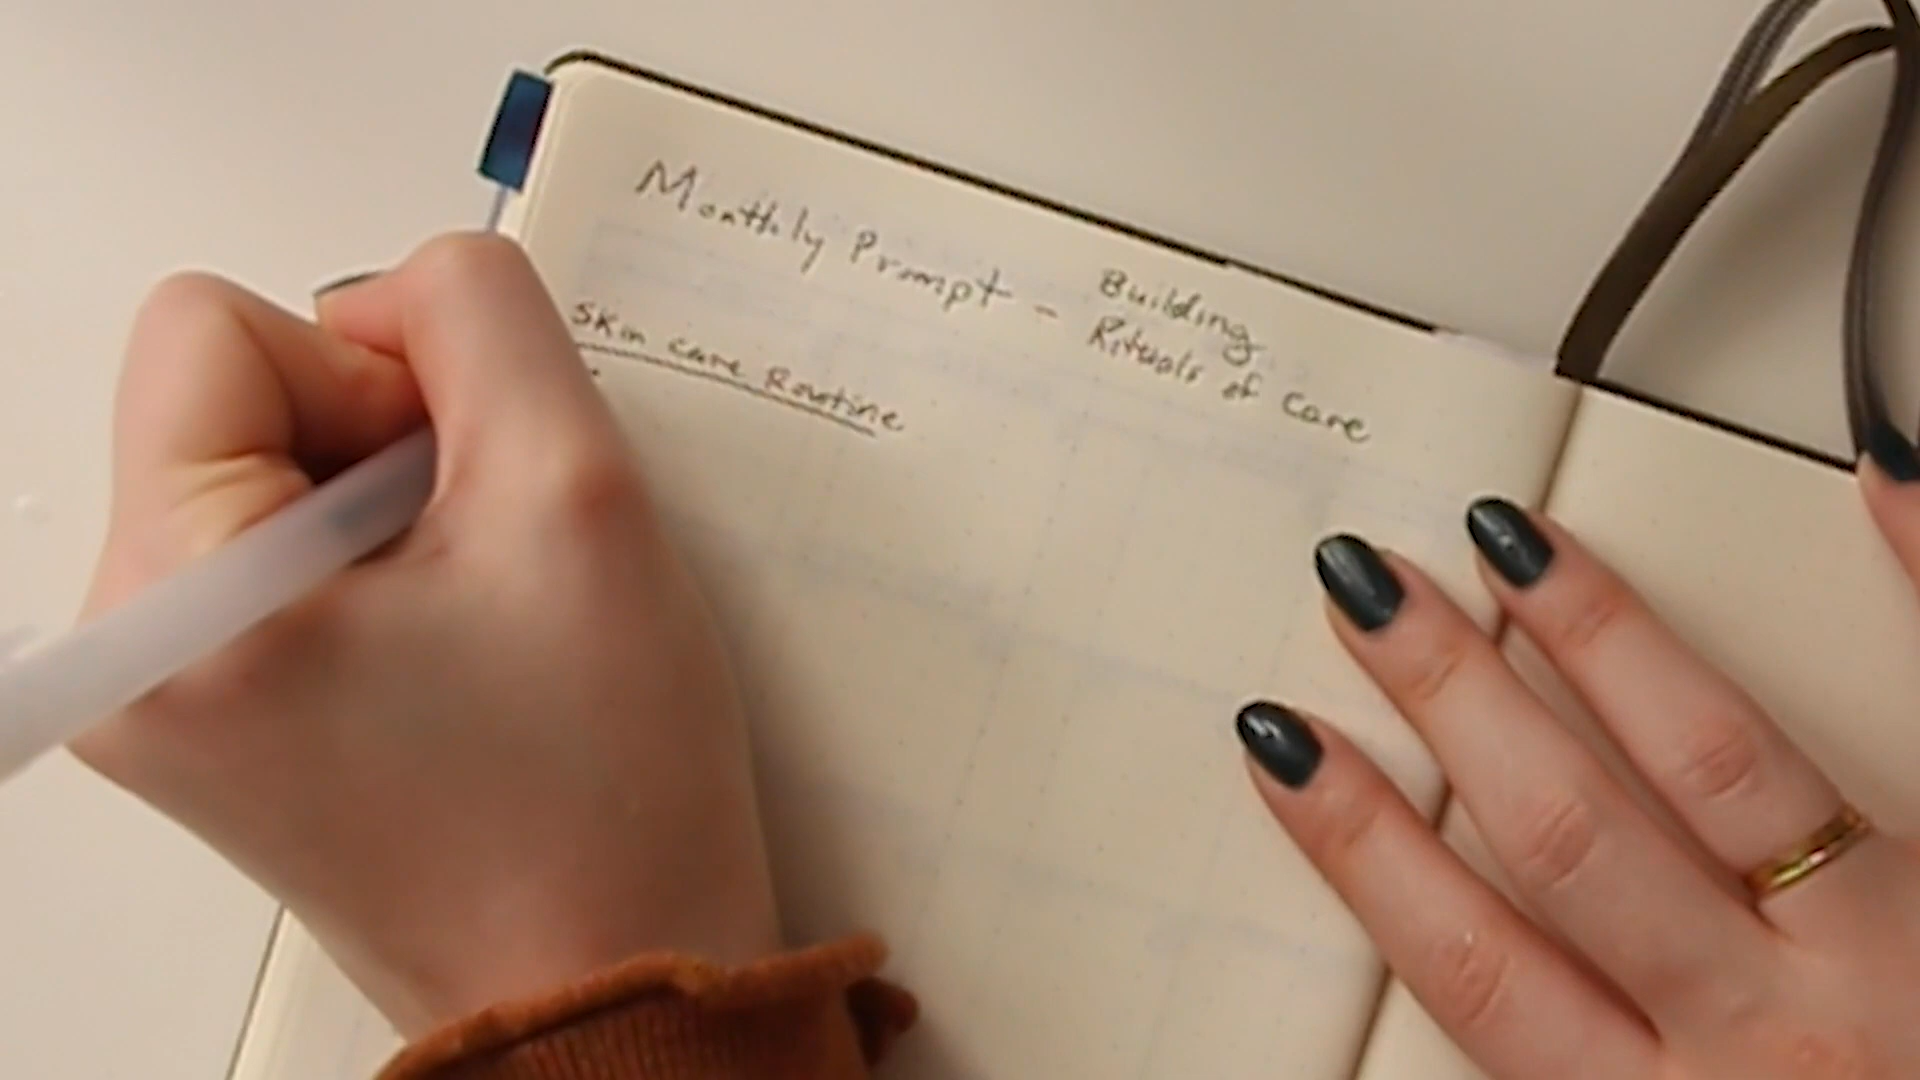 Monthly Prompt - Building
Rituals of Care
Skin care Routine